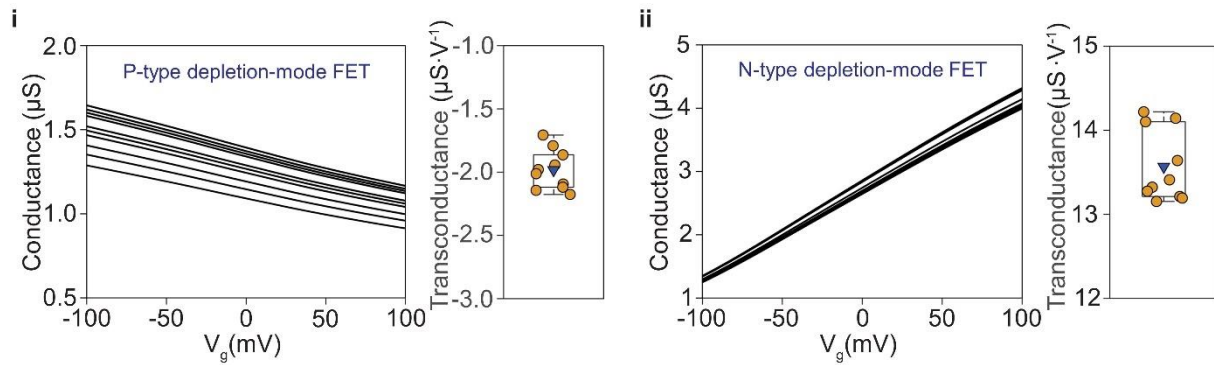 i
P-type depletion-mode FET
Conductance (µS)
2.0
1.5
1.0
0.5
-100
-50
0
50
100
V_g(mV)
Transconductance (µS·V⁻¹)
-1.0
-1.5
-2.0
-2.5
-3.0
ii
N-type depletion-mode FET
Conductance (µS)
5
4
3
2
1
-100
-50
0
50
100
V_g(mV)
Transconductance (µS·V⁻¹)
15
14
13
12